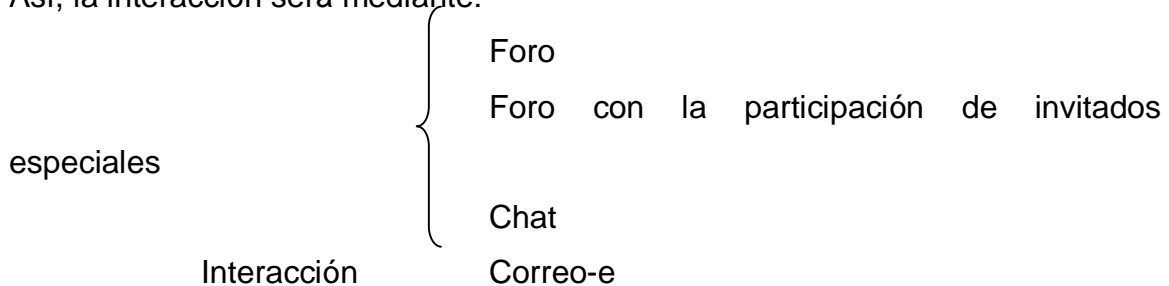 Así, la interacción será mediante:
Foro
Foro con la participación de invitados
especiales
Chat
Interacción Correo-e